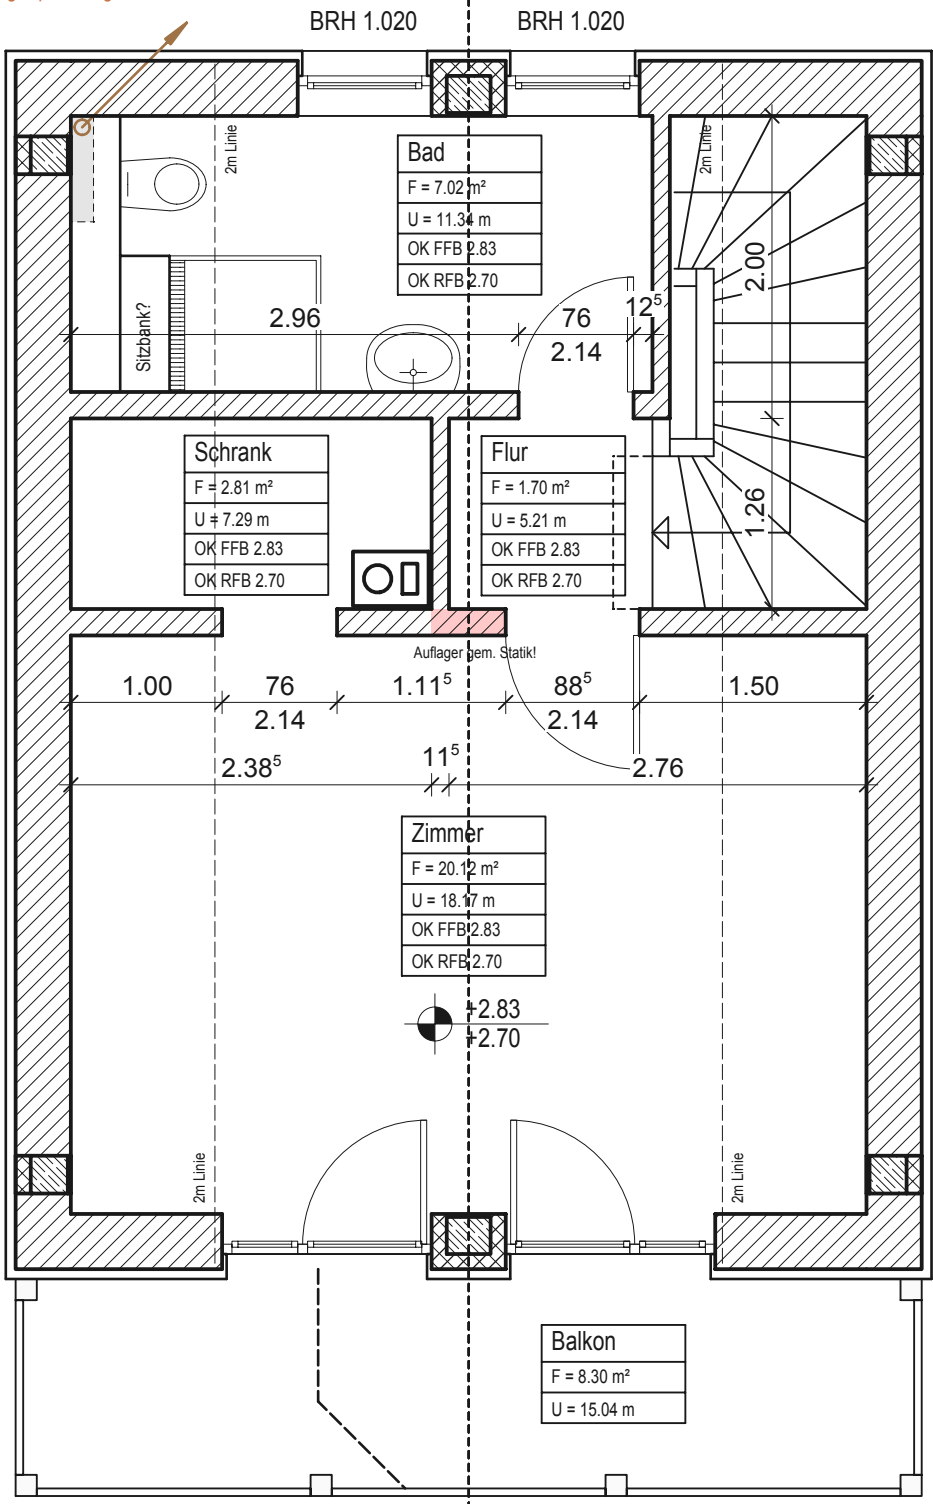 BRH 1.020
BRH 1.020
2m Linie
2m Linie
Bad
F = 7.02 m²
U = 11.34 m
OK FFB 2.83
OK RFB 2.70
2.00
Sitzbank?
2.96
76
2.14
12⁵
Schrank
F = 2.81 m²
U = 7.29 m
OK FFB 2.83
OK RFB 2.70
Flur
F = 1.70 m²
U = 5.21 m
OK FFB 2.83
OK RFB 2.70
1.26
Auflager gem. Statik!
1.00
76
2.14
1.11⁵
88⁵
2.14
1.50
2.38⁵
11⁵
2.76
Zimmer
F = 20.12 m²
U = 18.17 m
OK FFB 2.83
OK RFB 2.70
+2.83
+2.70
2m Linie
2m Linie
Balkon
F = 8.30 m²
U = 15.04 m